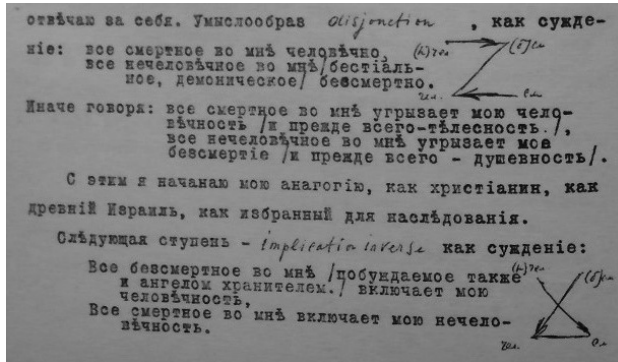 отвѣчаю за себя. Умыслообраз disjonction , как сужде-
ніе: все смертное во мнѣ человѣчно,
все нечеловѣчное во мнѣ/бестіаль-
ное, демоническое/ безсмертно.
Иначе говоря: все смертное во мнѣ угрызает мою чело-
вѣчность /и прежде всего-тѣлесность./,
все нечеловѣчное во мнѣ угрызает моа
безсмертіе /и прежде всего - душевность/.
С этим я начанаю мою анагогію, как христіанин, как
древній Израиль, как избранный для наслѣдованія.
Слѣдующая ступень - implication inverse как сужденіе:
Все безсмертное во мнѣ /побуждаемое также
и ангелом хранителем./ включает мою
человѣчность,
Все смертное во мнѣ включает мою нечело-
вѣчность.